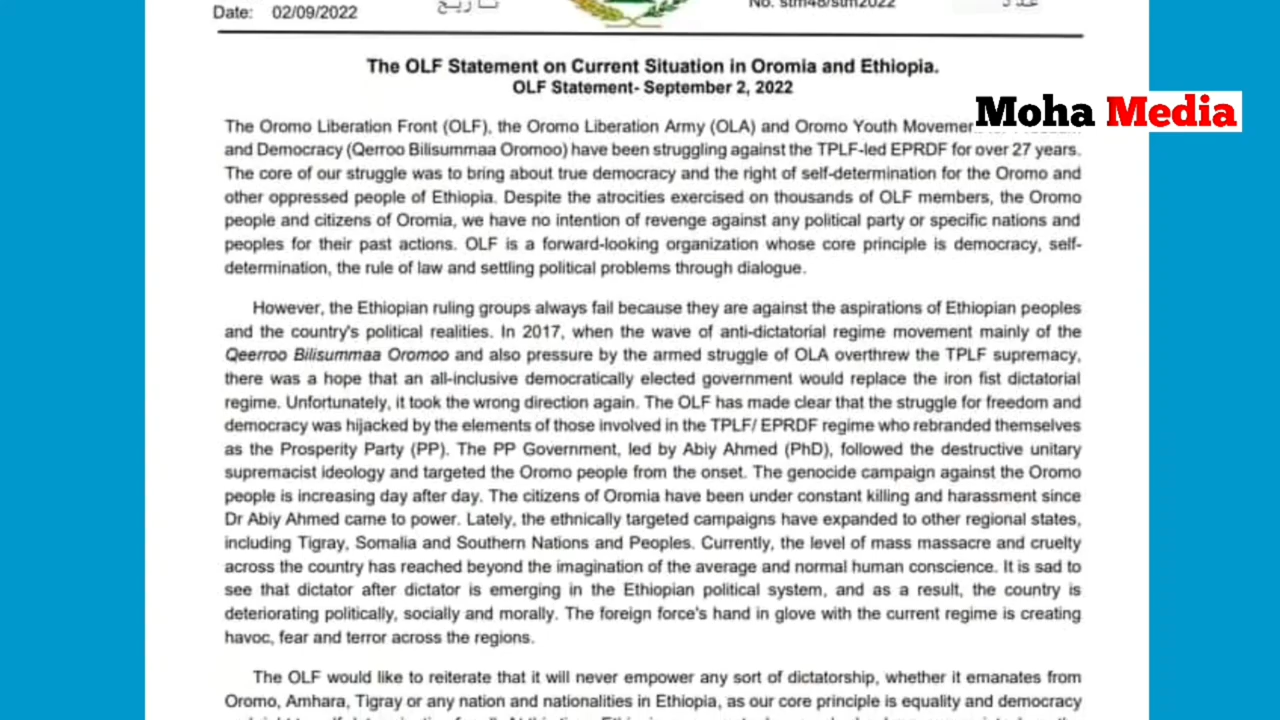 Date: 02/09/2022
تاريخ
No. stm48/stm2022
عدد
The OLF Statement on Current Situation in Oromia and Ethiopia.
OLF Statement- September 2, 2022
Moha Media
The Oromo Liberation Front (OLF), the Oromo Liberation Army (OLA) and Oromo Youth
and Democracy (Qerroo Bilisummaa Oromoo) have been struggling against the TPLF-led EPRDF for over 27 years.
The core of our struggle was to bring about true democracy and the right of self-determination for the Oromo and
other oppressed people of Ethiopia. Despite the atrocities exercised on thousands of OLF members, the Oromo
people and citizens of Oromia, we have no intention of revenge against any political party or specific nations and
peoples for their past actions. OLF is a forward-looking organization whose core principle is democracy, self-
determination, the rule of law and settling political problems through dialogue.
However, the Ethiopian ruling groups always fail because they are against the aspirations of Ethiopian peoples
and the country's political realities. In 2017, when the wave of anti-dictatorial regime movement mainly of the
Qeerroo Bilisummaa Oromoo and also pressure by the armed struggle of OLA overthrew the TPLF supremacy,
there was a hope that an all-inclusive democratically elected government would replace the iron fist dictatorial
regime. Unfortunately, it took the wrong direction again. The OLF has made clear that the struggle for freedom and
democracy was hijacked by the elements of those involved in the TPLF/ EPRDF regime who rebranded themselves
as the Prosperity Party (PP). The PP Government, led by Abiy Ahmed (PhD), followed the destructive unitary
supremacist ideology and targeted the Oromo people from the onset. The genocide campaign against the Oromo
people is increasing day after day. The citizens of Oromia have been under constant killing and harassment since
Dr Abiy Ahmed came to power. Lately, the ethnically targeted campaigns have expanded to other regional states,
including Tigray, Somalia and Southern Nations and Peoples. Currently, the level of mass massacre and cruelty
across the country has reached beyond the imagination of the average and normal human conscience. It is sad to
see that dictator after dictator is emerging in the Ethiopian political system, and as a result, the country is
deteriorating politically, socially and morally. The foreign force's hand in glove with the current regime is creating
havoc, fear and terror across the regions.
The OLF would like to reiterate that it will never empower any sort of dictatorship, whether it emanates from
Oromo, Amhara, Tigray or any nation and nationalities in Ethiopia, as our core principle is equality and democracy